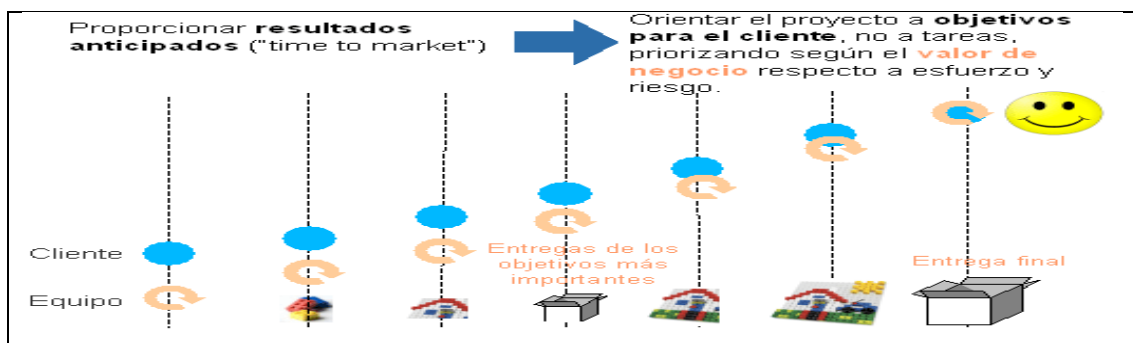 Proporcionar resultados
anticipados ("time to market")
Orientar el proyecto a objetivos
para el cliente, no a tareas,
priorizando según el valor de
negocio respecto a esfuerzo y
riesgo.
Cliente
Equipo
Entregas de los
objetivos más
importantes
Entrega final